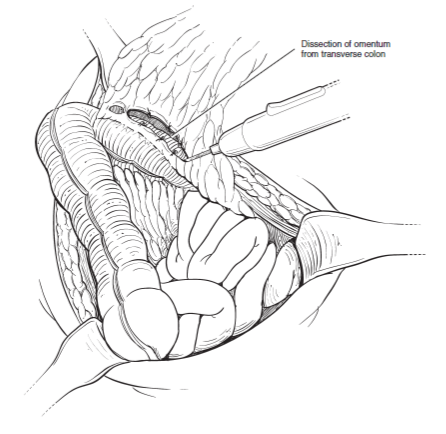 Dissection of omentum
from transverse colon